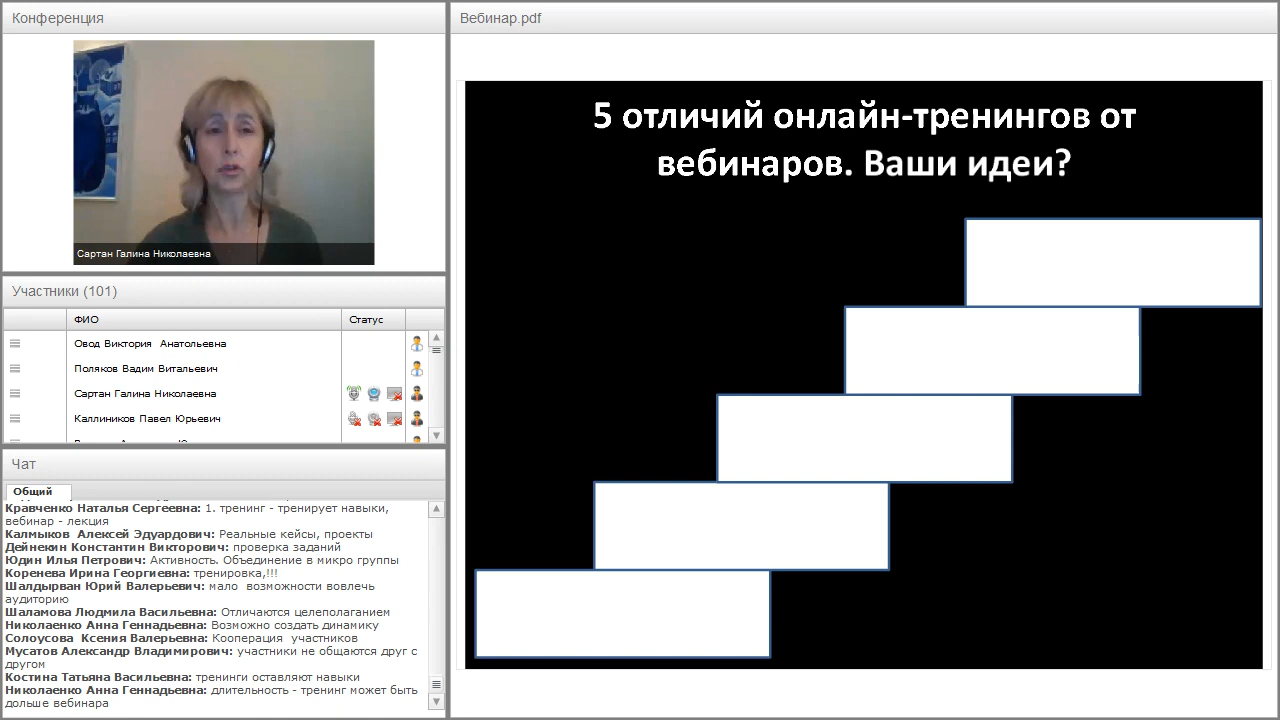 Конференция
Сартан Галина Николаевна
Участники (101)
ФИО
Статус
Овод Виктория Анатольевна
Поляков Вадим Витальевич
Сартан Галина Николаевна
Каллиников Павел Юрьевич
Чат
Общий
Кравченко Наталья Сергеевна: 1. тренинг - тренирует навыки,
вебинар - лекция
Калмыков Алексей Эдуардович: Реальные кейсы, проекты
Дейнекин Константин Викторович: проверка заданий
Юдин Илья Петрович: Активность. Объединение в микро группы
Коренева Ирина Георгиевна: тренировка,!!!
Шалдырван Юрий Валерьевич: мало возможности вовлечь
аудиторию
Шаламова Людмила Васильевна: Отличаются целеполаганием
Николаенко Анна Геннадьевна: Возможно создать динамику
Солоусова Ксения Валерьевна: Кооперация участников
Мусатов Александр Владимирович: участники не общаются друг с
другом
Костина Татьяна Васильевна: тренинги оставляют навыки
Николаенко Анна Геннадьевна: длительность - тренинг может быть
дольше вебинара
Вебинар.pdf
5 отличий онлайн-тренингов от
вебинаров. Ваши идеи?